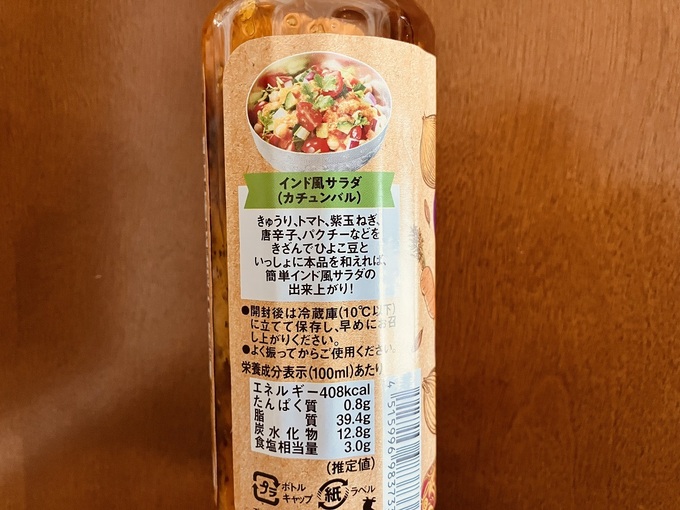 インド風サラダ
(カチュンバル)
きゅうり、トマト、紫玉ねぎ、
唐辛子、パクチーなどを
きざんでひよこ豆と
いっしょに本品を和えれば、
簡単インド風サラダの
出来上がり!
●開封後は冷蔵庫(10℃以下)
に立てて保存し、早めにお召
し上がりください。
●よく振ってからご使用ください。
栄養成分表示(100ml)あたり
エネルギー408kcal
たんぱく質 0.8g
脂質 39.4g
炭水化物 12.8g
食塩相当量 3.0g
(推定値)
プラ
ボトル
キャップ
紙
ラベル
4 515996 98373